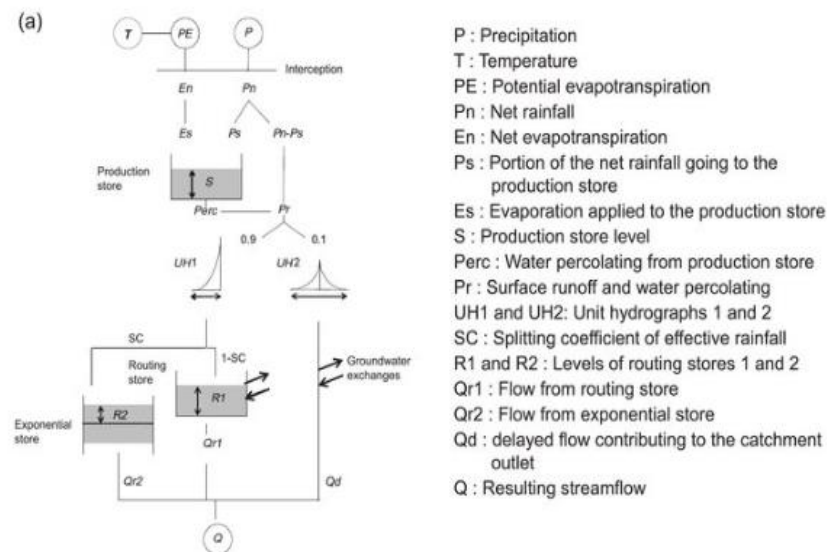 (a)
T
PE
P
Interception
En
Pn
Es
Ps
Pn-Ps
Production
store
S
Perc
Pr
0.9
0.1
UH1
UH2
SC
1-SC
Routing
store
Groundwater
exchanges
R1
R2
Exponential
store
Qr1
Qr2
Qd
Q
P : Precipitation
T : Temperature
PE : Potential evapotranspiration
Pn : Net rainfall
En : Net evapotranspiration
Ps : Portion of the net rainfall going to the
production store
Es : Evaporation applied to the production store
S : Production store level
Perc : Water percolating from production store
Pr : Surface runoff and water percolating
UH1 and UH2: Unit hydrographs 1 and 2
SC : Splitting coefficient of effective rainfall
R1 and R2 : Levels of routing stores 1 and 2
Qr1 : Flow from routing store
Qr2 : Flow from exponential store
Qd : delayed flow contributing to the catchment
outlet
Q : Resulting streamflow